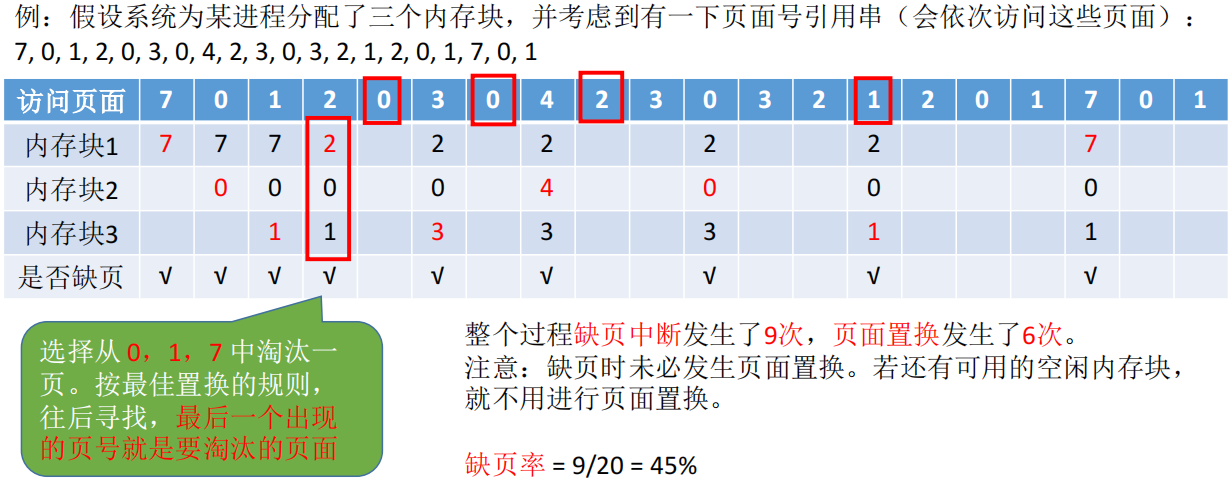 例：假设系统为某进程分配了三个内存块，并考虑到有一下页面号引用串（会依次访问这些页面）：
7, 0, 1, 2, 0, 3, 0, 4, 2, 3, 0, 3, 2, 1, 2, 0, 1, 7, 0, 1
访问页面 7 0 1 2 0 3 0 4 2 3 0 3 2 1 2 0 1 7 0 1
内存块1 7 7 7 2 2 2 2 2 7
内存块2 0 0 0 0 4 0 0 0
内存块3 1 1 3 3 3 1 1
是否缺页 √ √ √ √ √ √ √ √ √
选择从 0，1，7 中淘汰一
页。按最佳置换的规则，
往后寻找，最后一个出现
的页号就是要淘汰的页面
整个过程缺页中断发生了9次，页面置换发生了6次。
注意：缺页时未必发生页面置换。若还有可用的空闲内存块，
就不用进行页面置换。
缺页率 = 9/20 = 45%